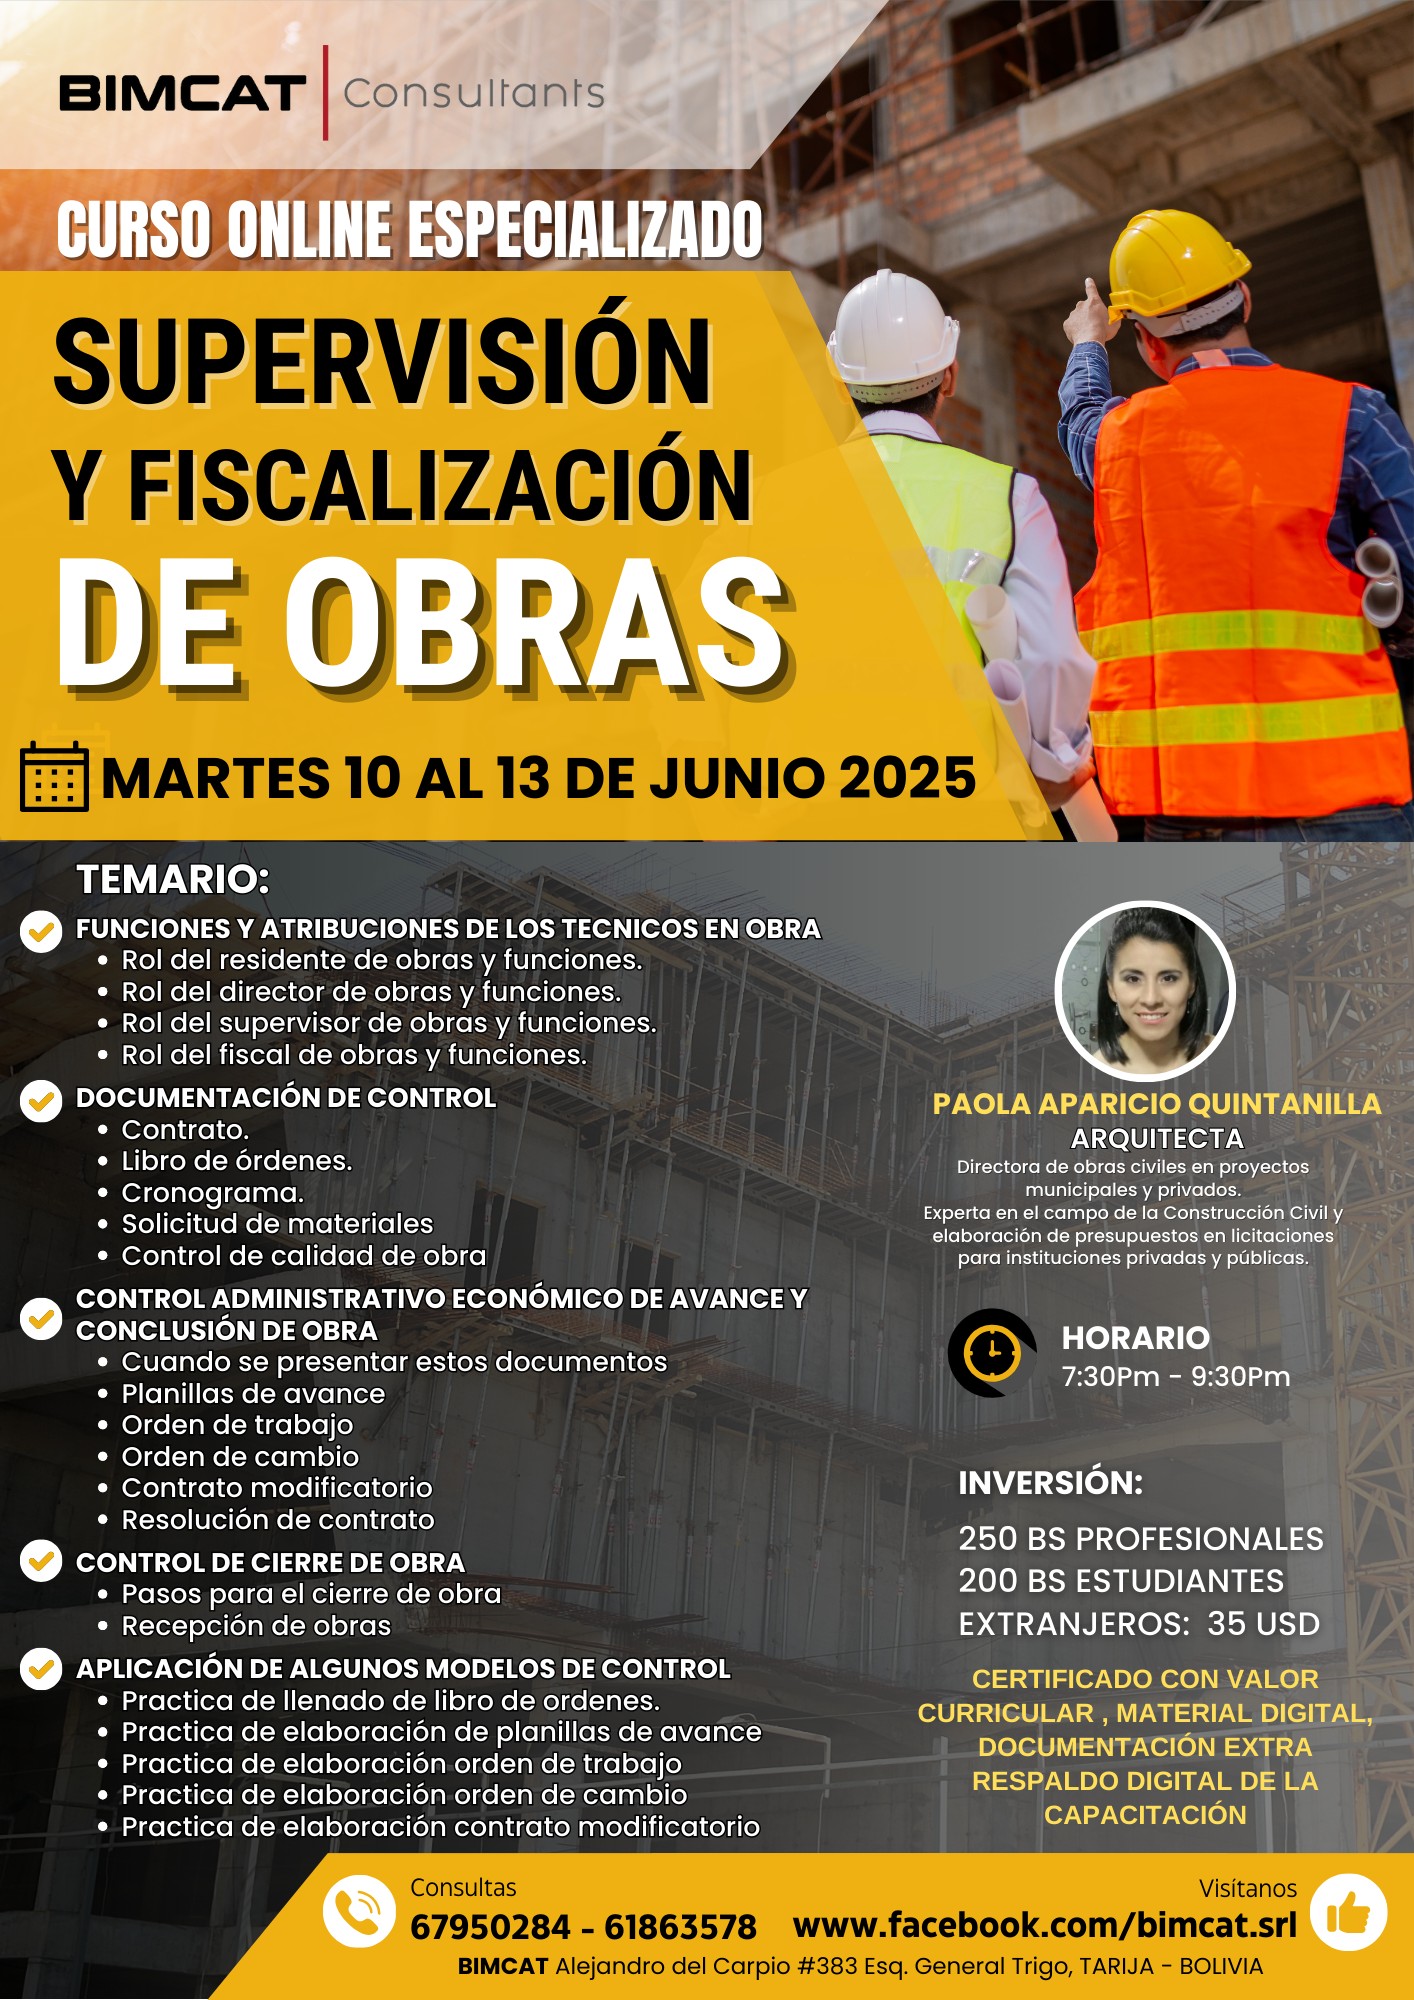 BIMCAT | Consultants
CURSO ONLINE ESPECIALIZADO
SUPERVISIÓN
Y FISCALIZACIÓN
DE OBRAS
MARTES 10 AL 13 DE JUNIO 2025
TEMARIO:
FUNCIONES Y ATRIBUCIONES DE LOS TECNICOS EN OBRA
• Rol del residente de obras y funciones.
• Rol del director de obras y funciones.
• Rol del supervisor de obras y funciones.
• Rol del fiscal de obras y funciones.
DOCUMENTACIÓN DE CONTROL
• Contrato.
• Libro de órdenes.
• Cronograma.
• Solicitud de materiales
• Control de calidad de obra
CONTROL ADMINISTRATIVO ECONÓMICO DE AVANCE Y
CONCLUSIÓN DE OBRA
• Cuando se presentar estos documentos
• Planillas de avance
• Orden de trabajo
• Orden de cambio
• Contrato modificatorio
• Resolución de contrato
CONTROL DE CIERRE DE OBRA
• Pasos para el cierre de obra
• Recepción de obras
APLICACIÓN DE ALGUNOS MODELOS DE CONTROL
• Practica de llenado de libro de ordenes.
• Practica de elaboración de planillas de avance
• Practica de elaboración orden de trabajo
• Practica de elaboración orden de cambio
• Practica de elaboración contrato modificatorio
PAOLA APARICIO QUINTANILLA
ARQUITECTA
Directora de obras civiles en proyectos
municipales y privados.
Experta en el campo de la Construcción Civil y
elaboración de presupuestos en licitaciones
para instituciones privadas y públicas.
HORARIO
7:30Pm - 9:30Pm
INVERSIÓN:
250 BS PROFESIONALES
200 BS ESTUDIANTES
EXTRANJEROS: 35 USD
CERTIFICADO CON VALOR
CURRICULAR , MATERIAL DIGITAL,
DOCUMENTACIÓN EXTRA
RESPALDO DIGITAL DE LA
CAPACITACIÓN
Consultas
67950284 - 61863578
Visítanos
www.facebook.com/bimcat.srl
BIMCAT Alejandro del Carpio #383 Esq. General Trigo, TARIJA - BOLIVIA